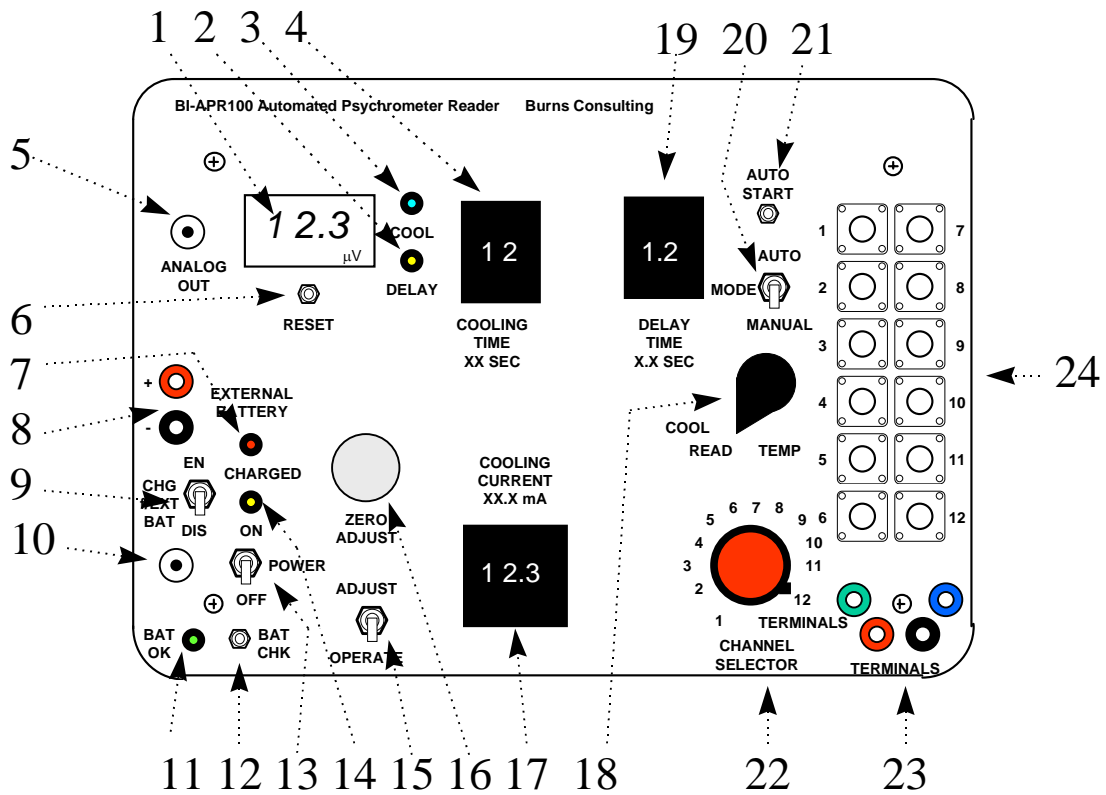 1 2 3 4 19 20 21
BI-APR100 Automated Psychrometer Reader Burns Consulting
5
AUTO
START
1 2.3
µV
COOL
1 2
1.2
1 7
ANALOG
OUT
DELAY
AUTO
MODE
MANUAL
2 8
6
RESET
COOLING
TIME
XX SEC
DELAY
TIME
X.X SEC
3 9
7
24
+
-
EXTERNAL
BATTERY
8
COOL
READ
TEMP
4 10
EN
CHARGED
COOLING
CURRENT
XX.X mA
5 11
9
CHG
/EXT
BAT
DIS
ON
ZERO
ADJUST
5 6 7 8 9
4 10
3 11
2 12
1
6 12
10
POWER
OFF
ADJUST
OPERATE
1 2.3
TERMINALS
CHANNEL
SELECTOR
BAT
OK
BAT
CHK
TERMINALS
11 12 13 14 15 16 17 18 22 23